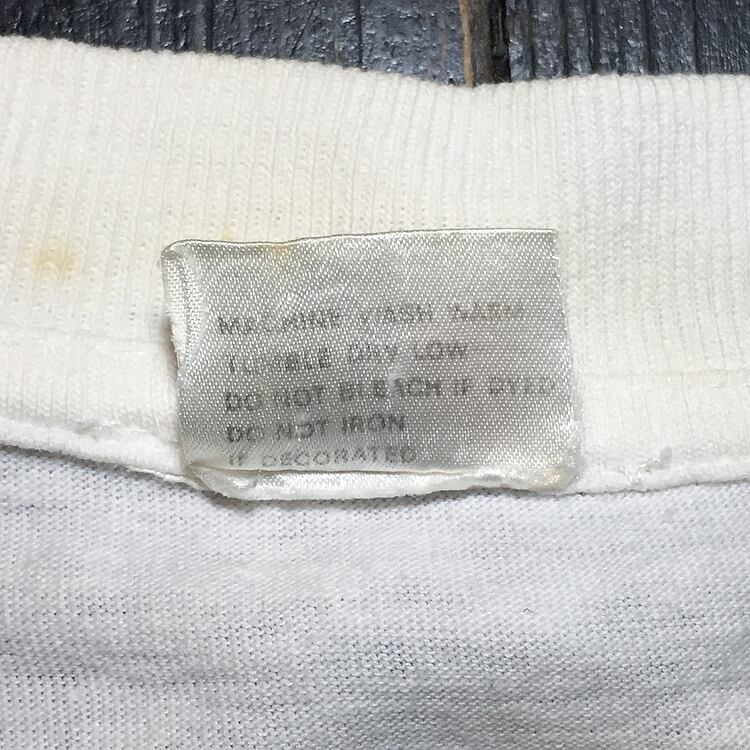 MACHINE WASH WARM
TUMBLE DRY LOW
DO NOT BLEACH IF DYED
DO NOT IRON
IF DECORATED